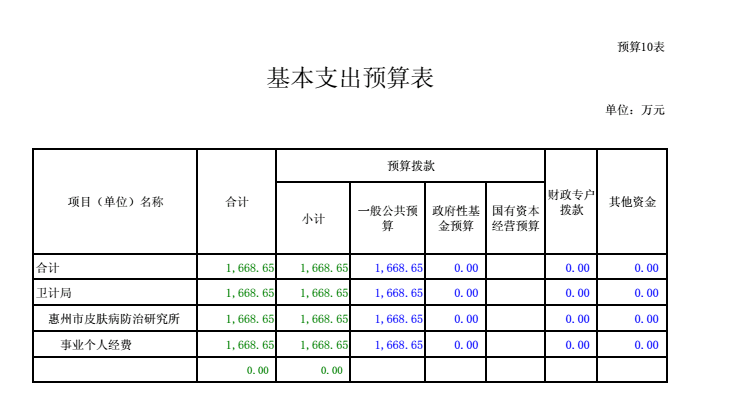 预算10表
基本支出预算表
单位：万元
项目（单位）名称 合计 预算拨款 财政专户拨款 其他资金
小计 一般公共预算 政府性基金预算 国有资本经营预算
合计 1,668.65 1,668.65 1,668.65 0.00 0.00 0.00
卫计局 1,668.65 1,668.65 1,668.65 0.00 0.00 0.00
惠州市皮肤病防治研究所 1,668.65 1,668.65 1,668.65 0.00 0.00 0.00
事业个人经费 1,668.65 1,668.65 1,668.65 0.00 0.00 0.00
0.00 0.00